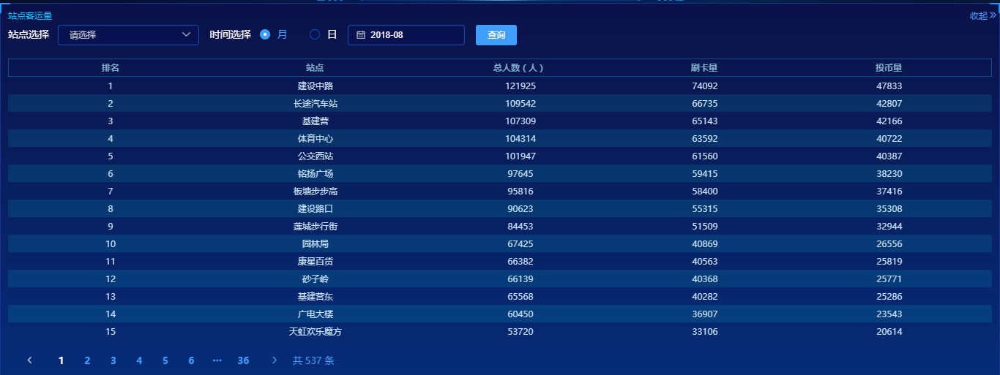 站点客运量 收起
站点选择 请选择 时间选择 月 日 2018-08 查询
排名 站点 总人数（人） 刷卡量 投币量
1 建设中路 121925 74092 47833
2 长途汽车站 109542 66735 42807
3 基建营 107309 65143 42166
4 体育中心 104314 63592 40722
5 公交西站 101947 61560 40387
6 铭扬广场 97645 59415 38230
7 板塘步步高 95816 58400 37416
8 建设路口 90623 55315 35308
9 莲城步行街 84453 51509 32944
10 园林局 67425 40869 26556
11 康星百货 66382 40563 25819
12 砂子岭 66139 40368 25771
13 基建营东 65568 40282 25286
14 广电大楼 60450 36907 23543
15 天虹欢乐魔方 53720 33106 20614
1 2 3 4 5 6 ··· 36 共 537 条